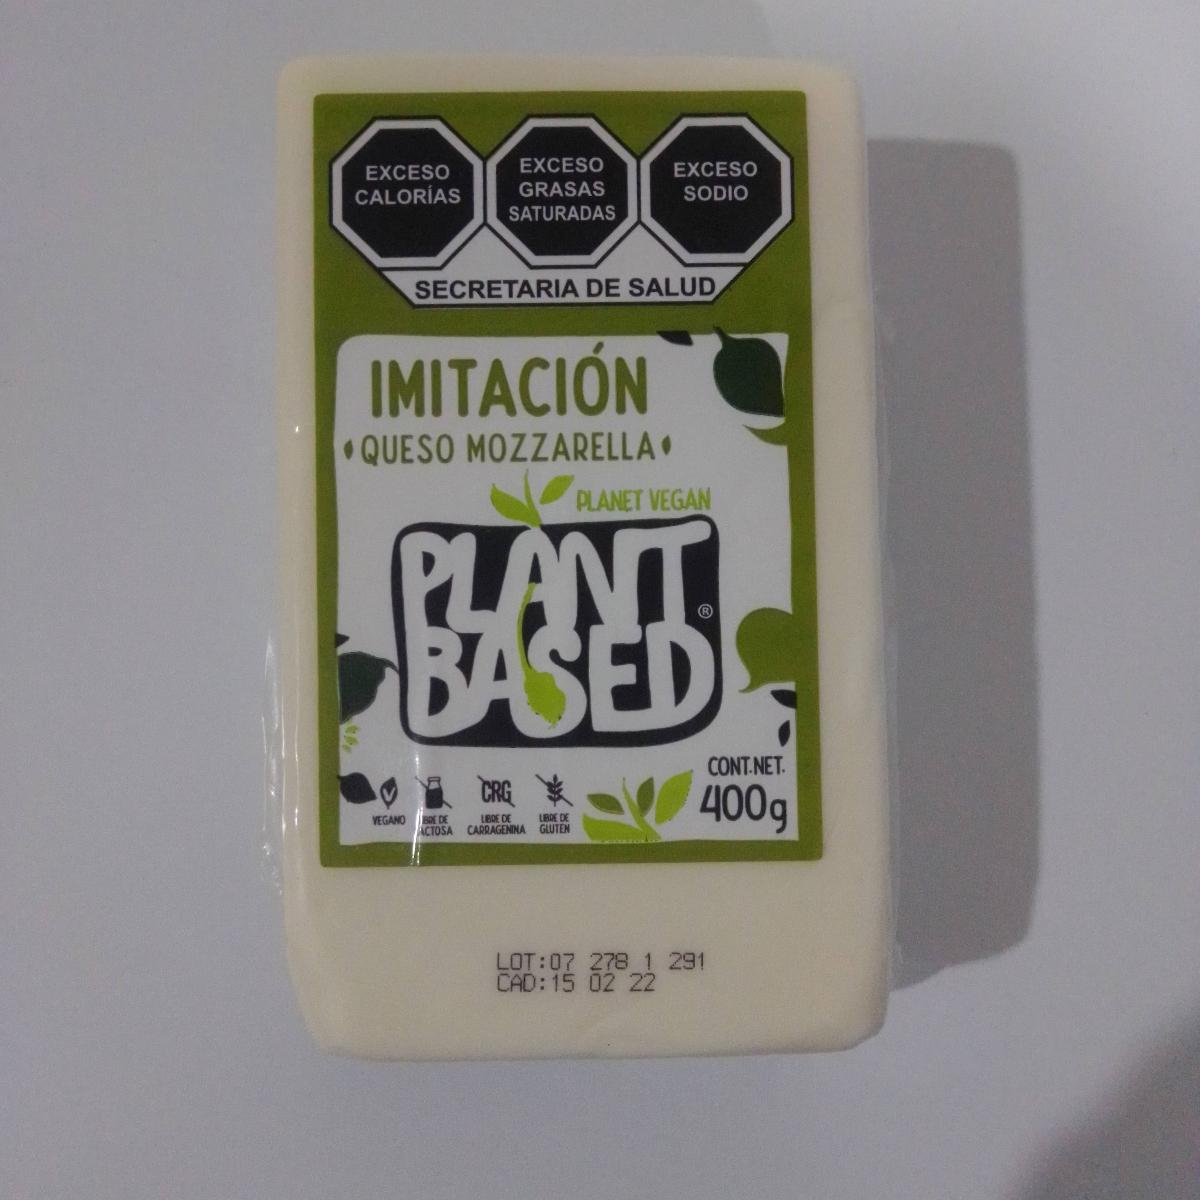 EXCESO
CALORÍAS
EXCESO
GRASAS
SATURADAS
EXCESO
SODIO
SECRETARIA DE SALUD
IMITACIÓN
QUESO MOZZARELLA
PLANET VEGAN
PLANT
BASED®
VEGANO
LIBRE DE
CRG
LIBRE DE
CARRAGENINA
LIBRE DE
GLUTEN
CONT.NET.
400g
LOT:07 278 1 291
CAD:15 02 22